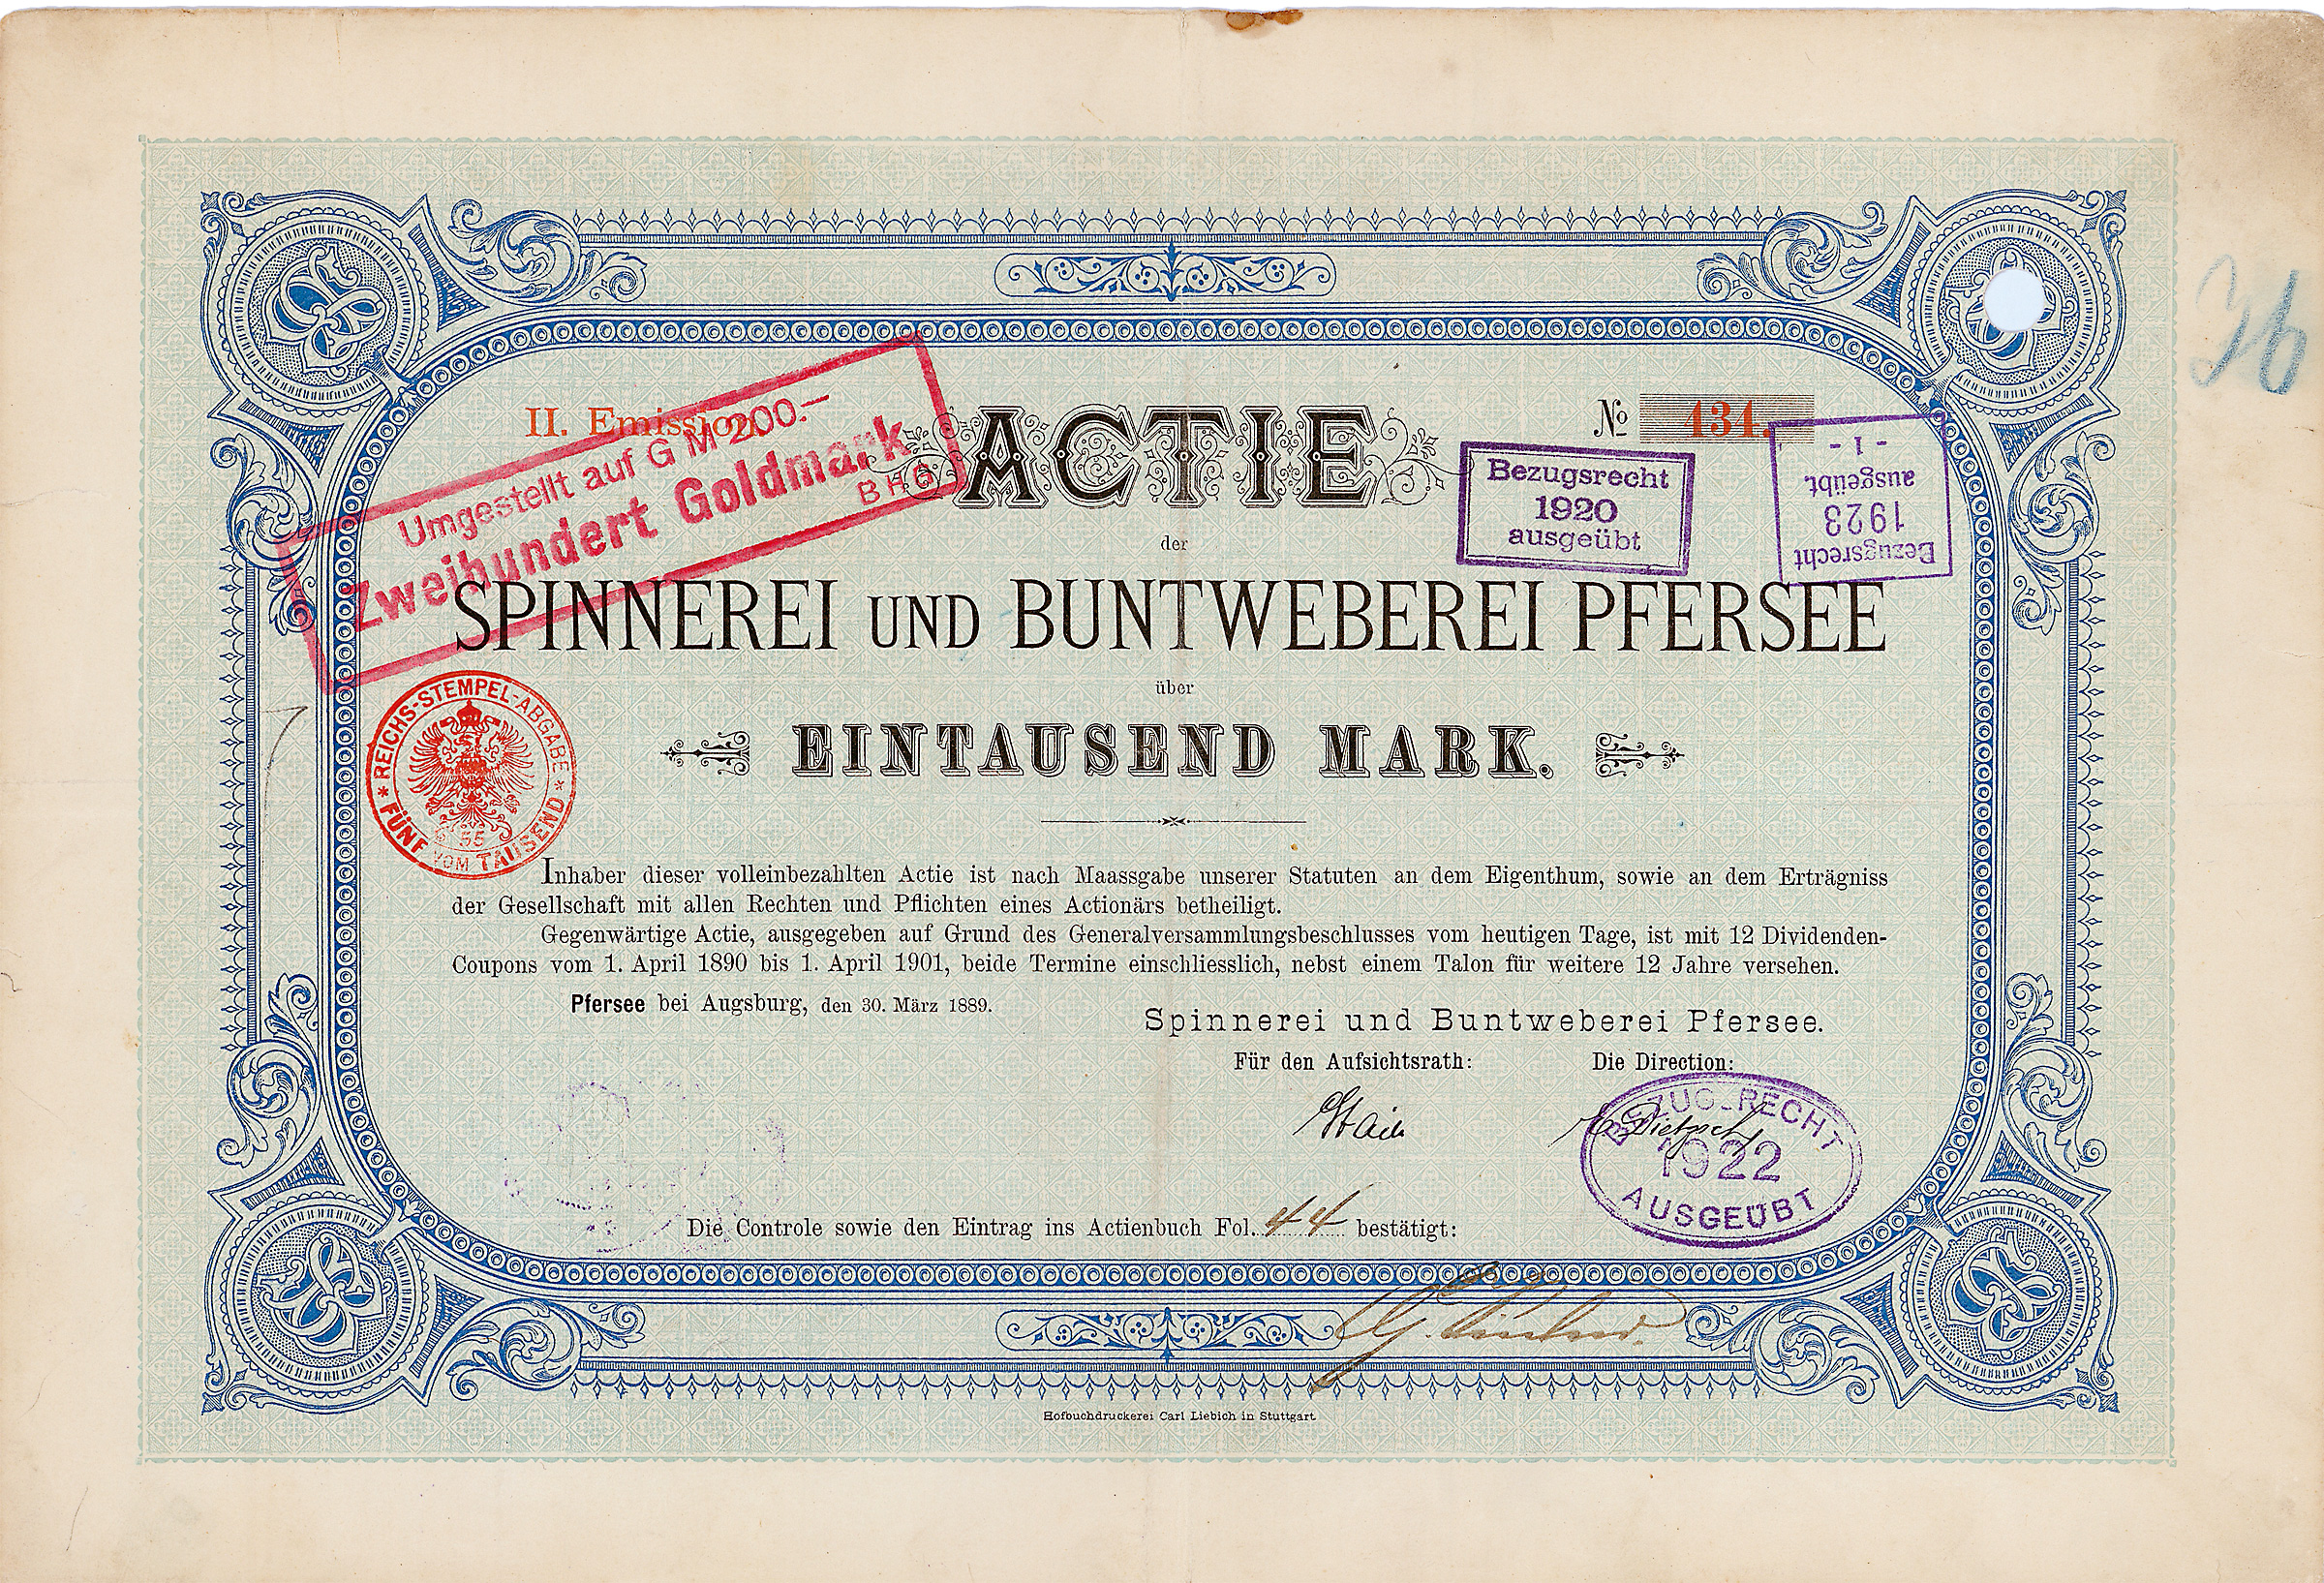 II. Emission.
Umgestellt auf G M 200.–
Zweihundert Goldmark
B H G.
ACTIE
No 434.
Bezugsrecht
1920
ausgeübt
Bezugsrecht
1923
ausgeübt.
- 1 -
der
SPINNEREI UND BUNTWEBEREI PFERSEE
über
EINTAUSEND MARK.
* REICHS-STEMPEL-ABGABE *
FÜNF VOM TAUSEND
55
Inhaber dieser volleinbezahlten Actie ist nach Maassgabe unserer Statuten an dem Eigenthum, sowie an dem Erträgniss
der Gesellschaft mit allen Rechten und Pflichten eines Actionärs betheiligt.
Gegenwärtige Actie, ausgegeben auf Grund des Generalversammlungsbeschlusses vom heutigen Tage, ist mit 12 Dividenden-
Coupons vom 1. April 1890 bis 1. April 1901, beide Termine einschliesslich, nebst einem Talon für weitere 12 Jahre versehen.
Pfersee bei Augsburg, den 30. März 1889.
Spinnerei und Buntweberei Pfersee.
Für den Aufsichtsrath:
Die Direction:
BEZUGSRECHT
1922
AUSGEÜBT
Die Controle sowie den Eintrag ins Actienbuch Fol. 44 bestätigt:
Hofbuchdruckerei Carl Liebich in Stuttgart